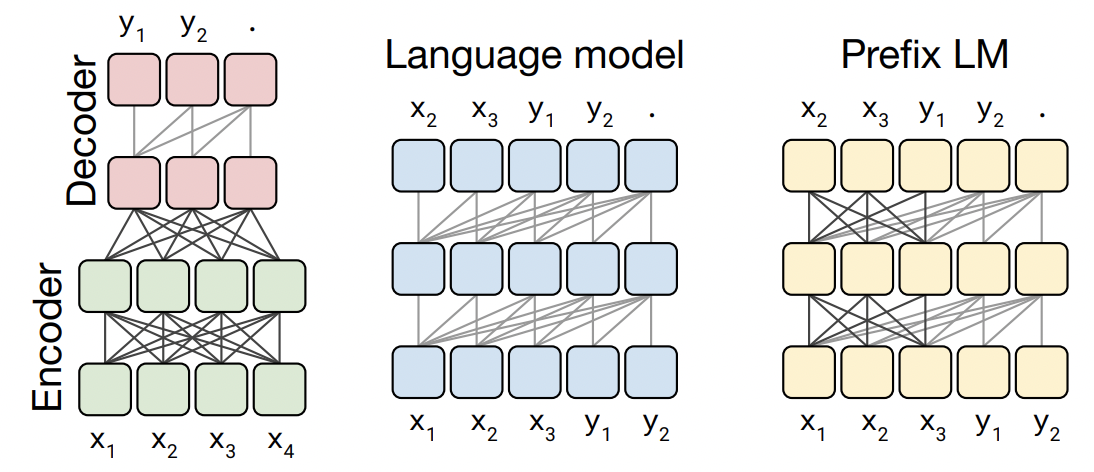 Decoder
y₁ y₂ .
Encoder
x₁ x₂ x₃ x₄
Language model
x₂ x₃ y₁ y₂ .
x₁ x₂ x₃ y₁ y₂
Prefix LM
x₂ x₃ y₁ y₂ .
x₁ x₂ x₃ y₁ y₂